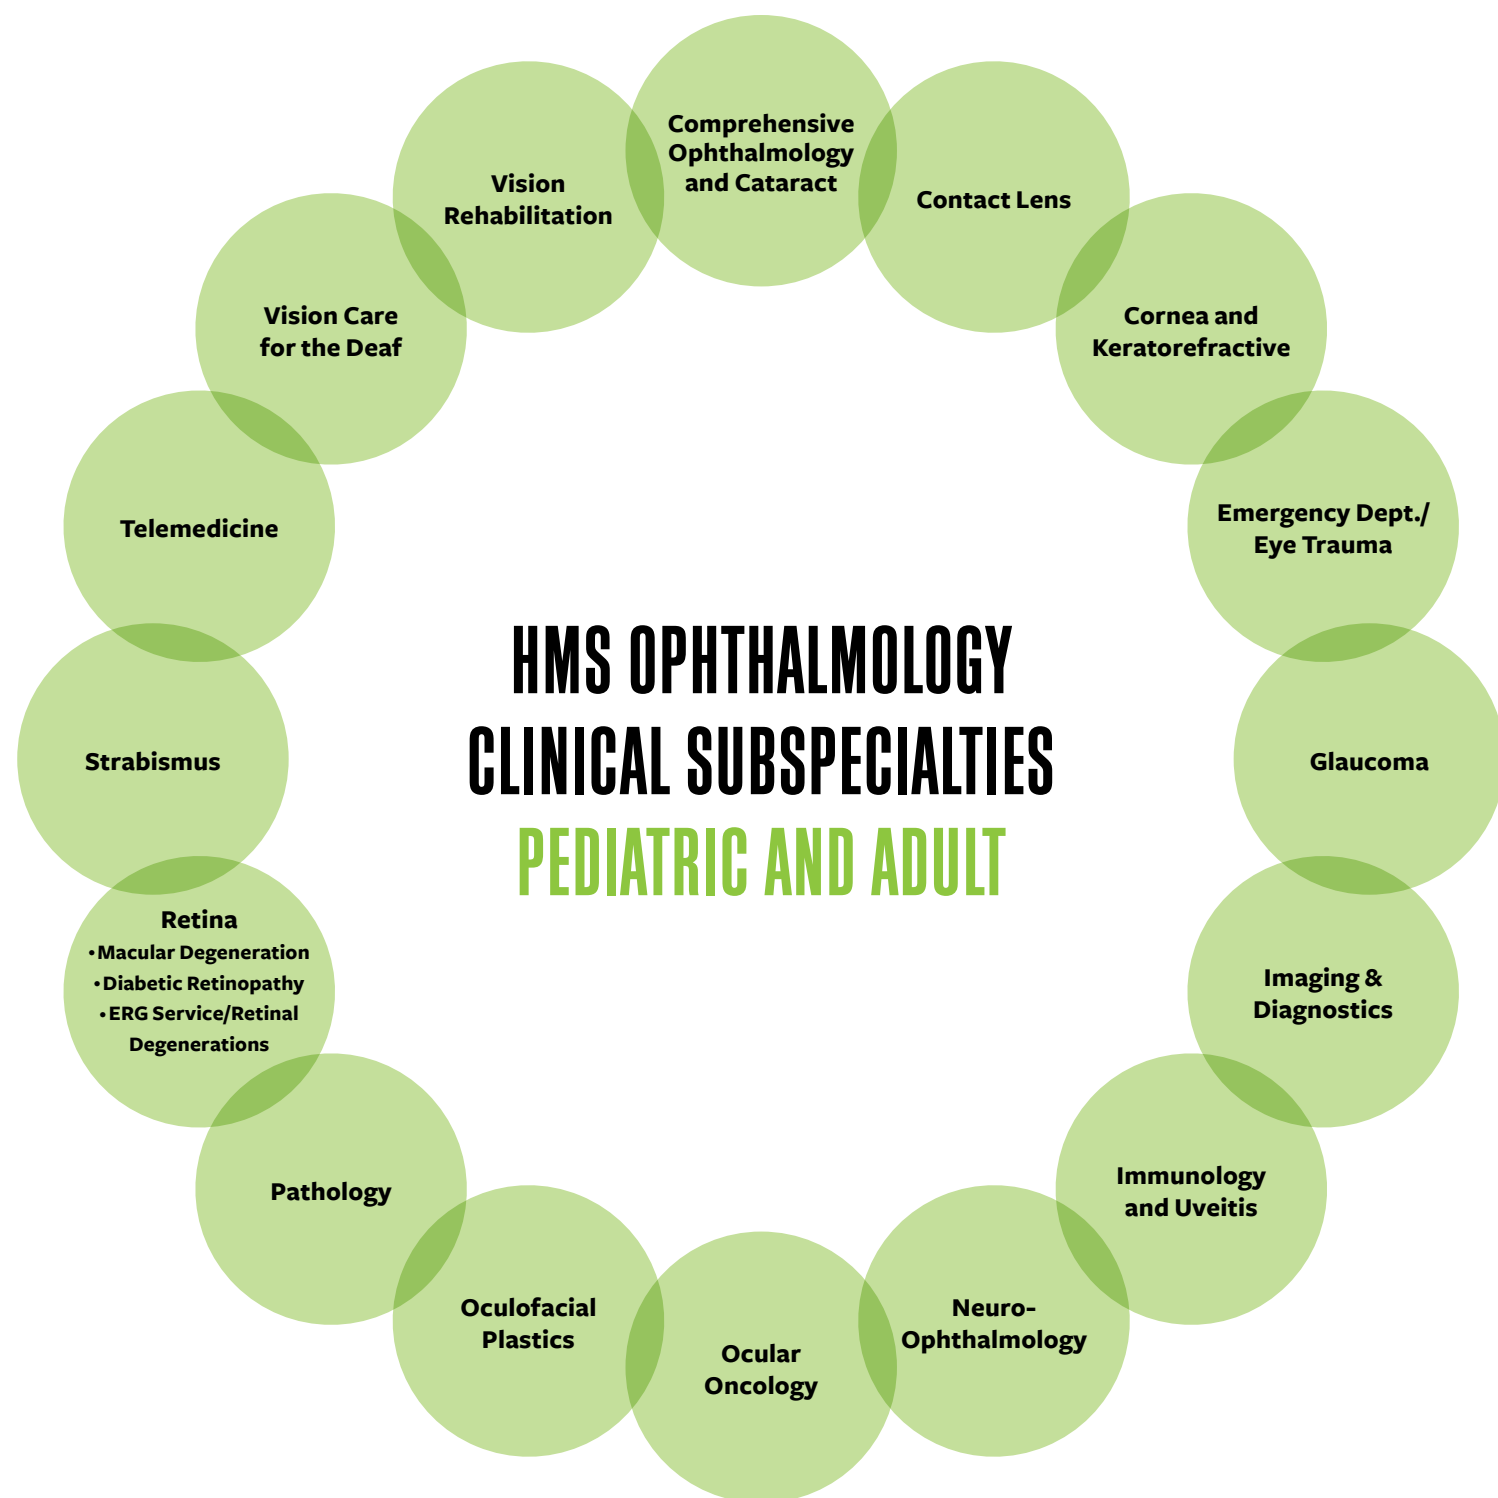 Comprehensive
Ophthalmology
and Cataract
Contact Lens
Cornea and
Keratorefractive
Emergency Dept./
Eye Trauma
Glaucoma
Imaging &
Diagnostics
Immunology
and Uveitis
Neuro-
Ophthalmology
Ocular
Oncology
Oculofacial
Plastics
Pathology
Retina
•Macular Degeneration
•Diabetic Retinopathy
•ERG Service/Retinal
Degenerations
Strabismus
Telemedicine
Vision Care
for the Deaf
Vision
Rehabilitation
HMS OPHTHALMOLOGY
CLINICAL SUBSPECIALTIES
PEDIATRIC AND ADULT